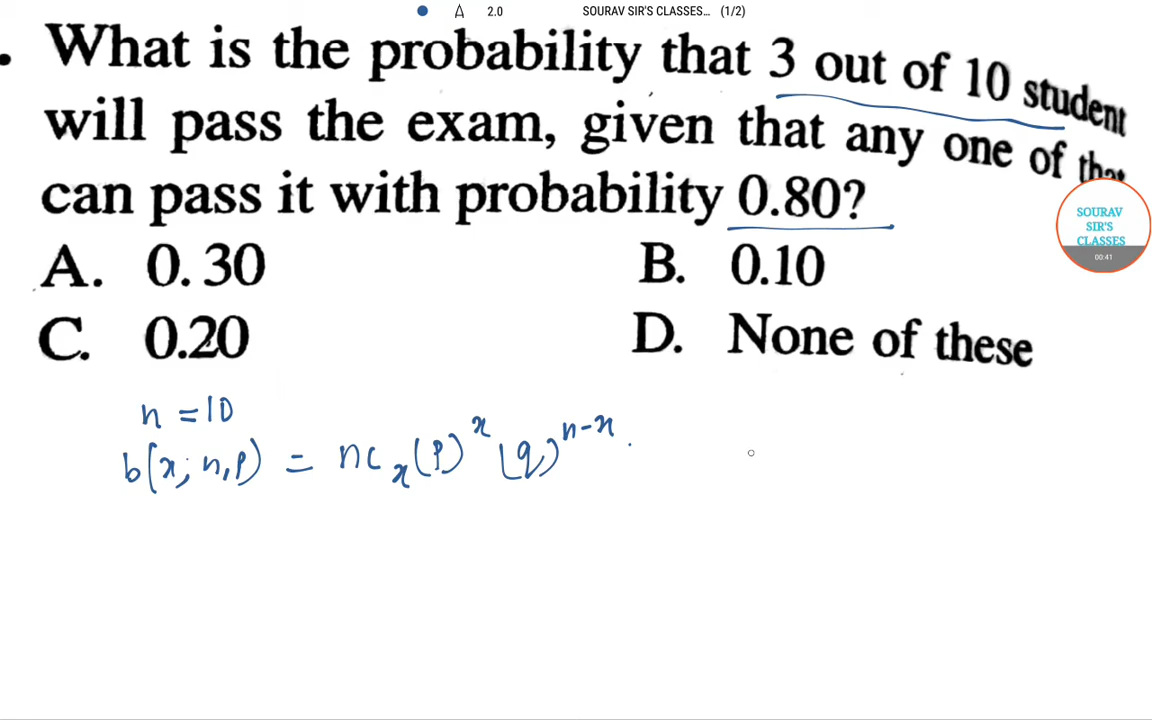 2.0 SOURAV SIR'S CLASSES... (1/2)
. What is the probability that 3 out of 10 student
will pass the exam, given that any one of that
can pass it with probability 0.80?
SOURAV
SIR'S
CLASSES
00:41
A. 0.30 B. 0.10
C. 0.20 D. None of these
n = 10
b(x; n, p) = nCₓ(p)ˣ (q)ⁿ⁻ˣ.